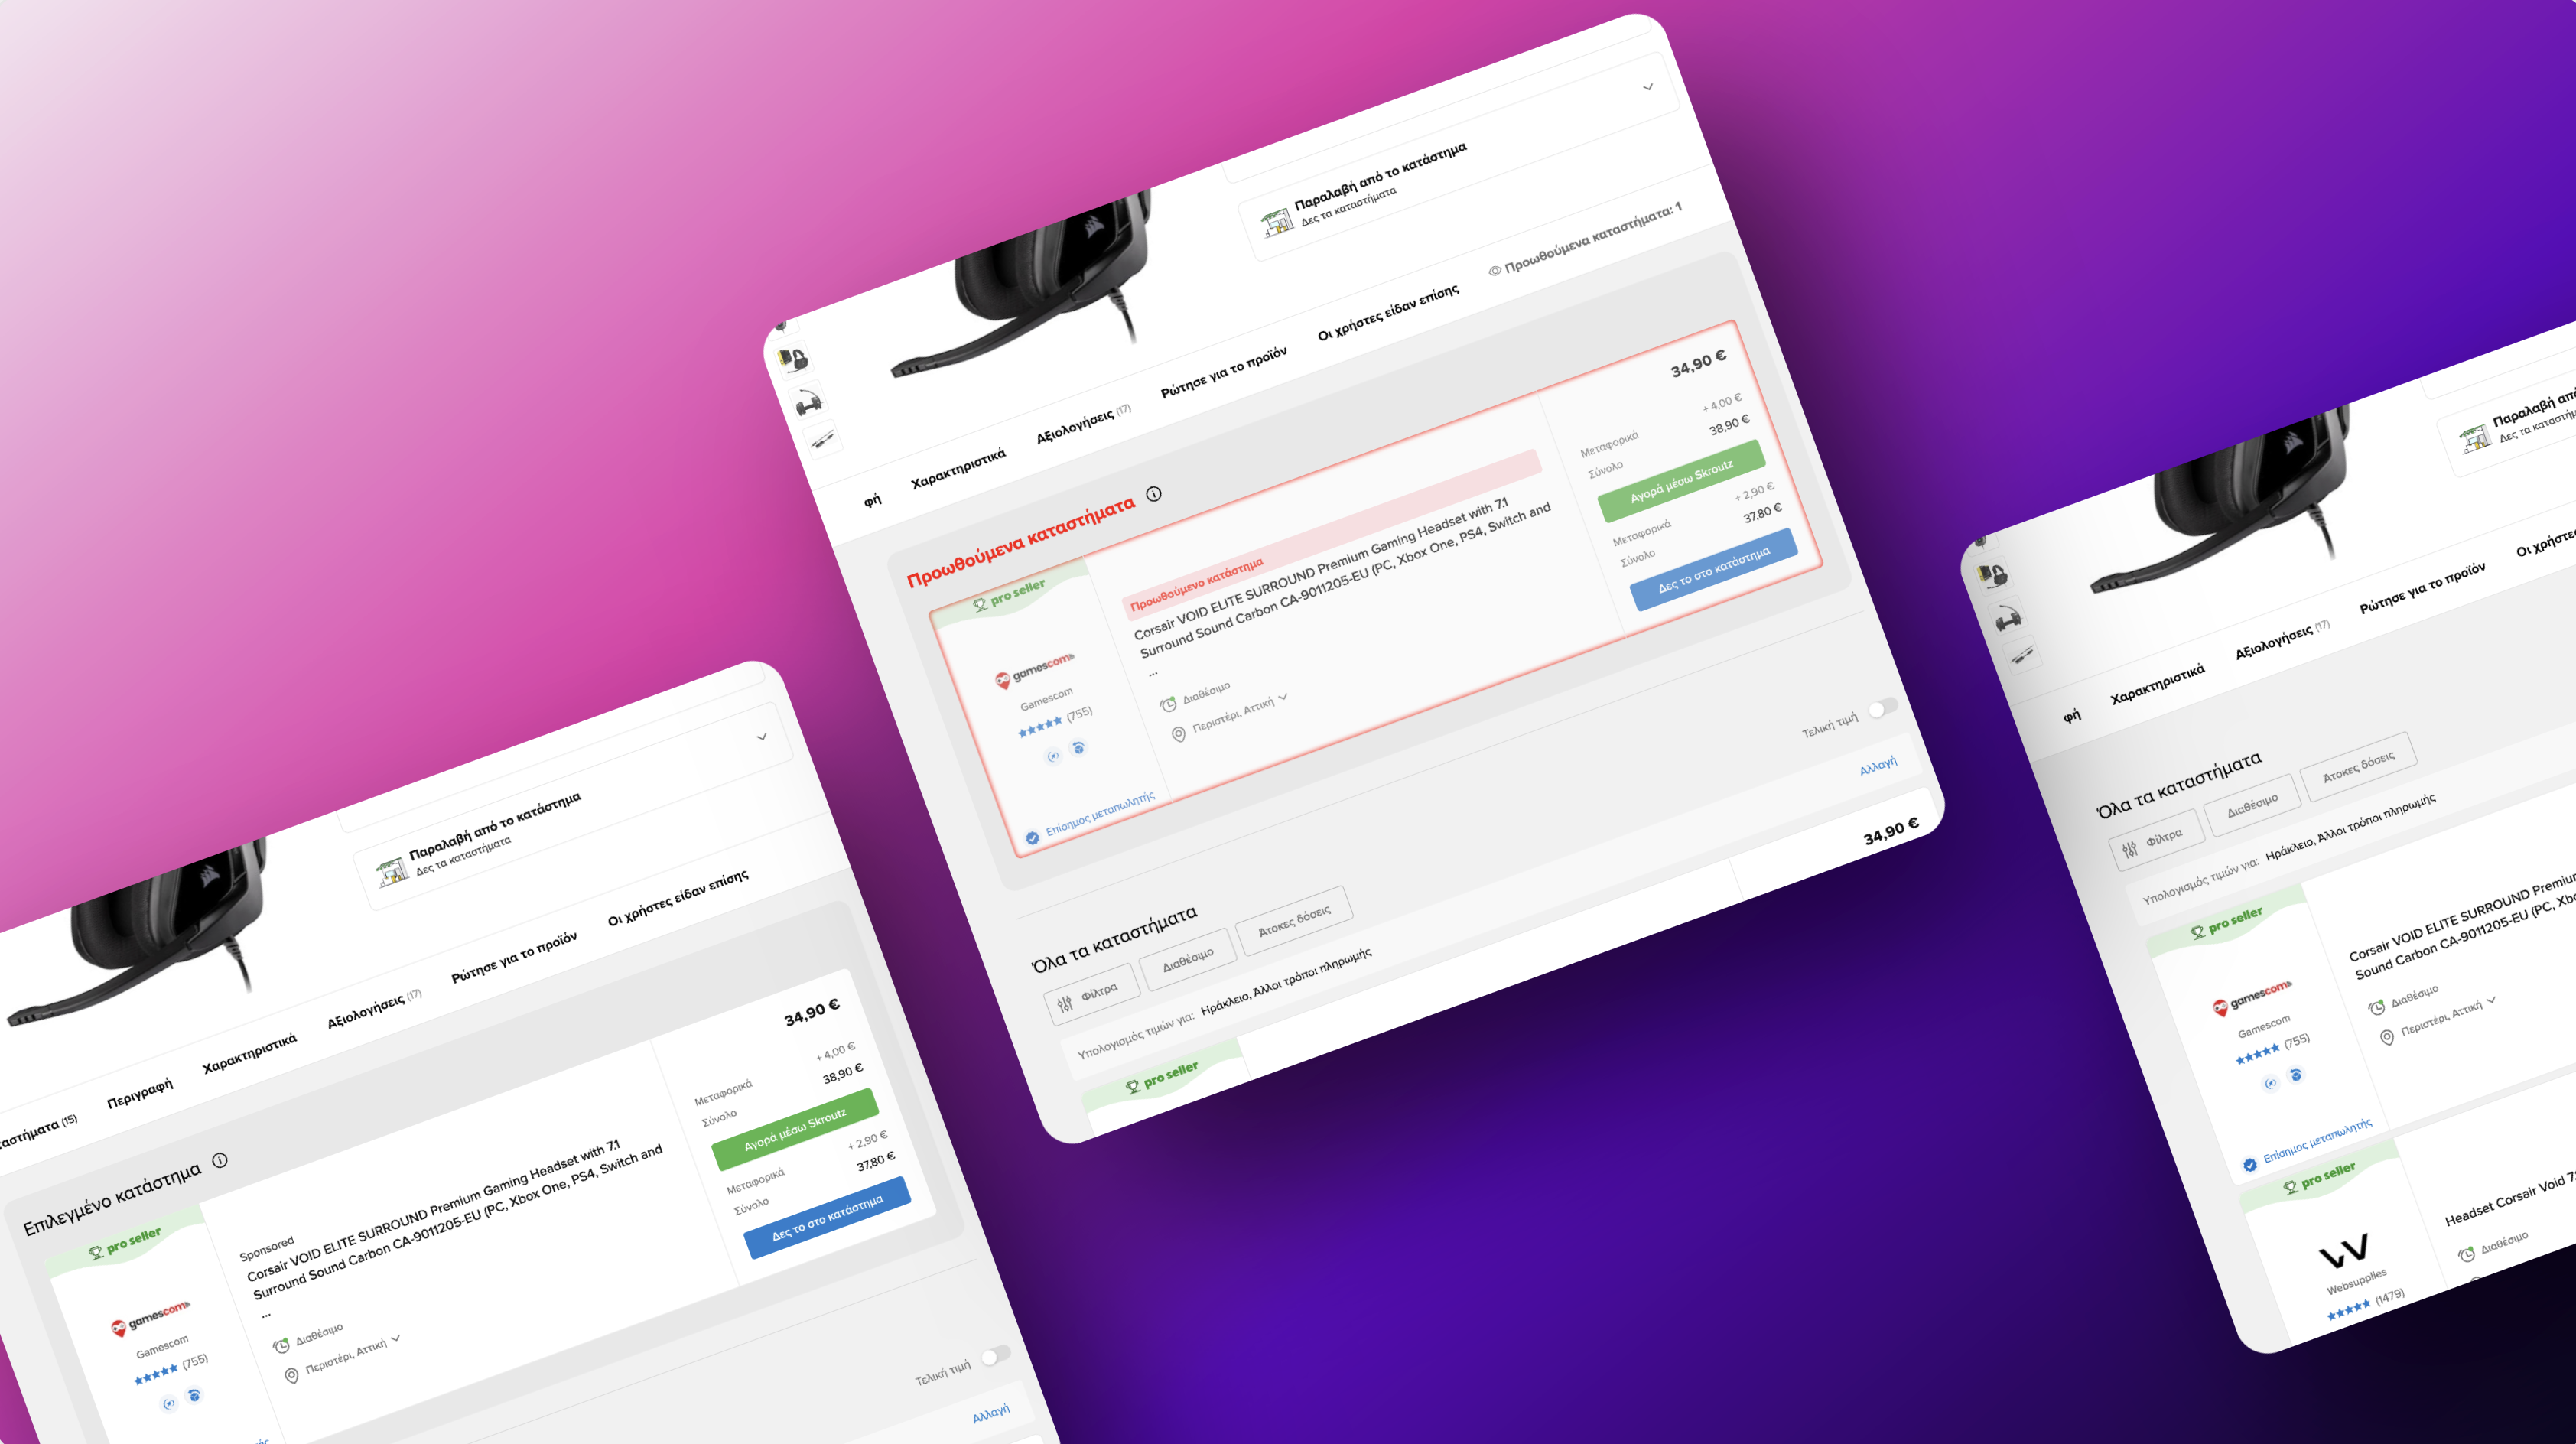 Παραλαβή από το κατάστημα
Δες τα καταστήματα
Περιγραφή
Χαρακτηριστικά
Αξιολογήσεις (17)
Ρώτησε για το προϊόν
Οι χρήστες είδαν επίσης
Επιλεγμένο κατάστημα
pro seller
gamescom
Gamescom
(755)
Sponsored
Corsair VOID ELITE SURROUND Premium Gaming Headset with 7.1
Surround Sound Carbon CA-9011205-EU (PC, Xbox One, PS4, Switch and
...
Διαθέσιμο
Περιστέρι, Αττική
34,90 €
Μεταφορικά
+ 4,00 €
Σύνολο
38,90 €
Αγορά μέσω Skroutz
Μεταφορικά
+ 2,90 €
Σύνολο
37,80 €
Δες το στο κατάστημα
Τελική τιμή
Αλλαγή
Παραλαβή από το κατάστημα
Δες τα καταστήματα
Προωθούμενα καταστήματα: 1
φή
Χαρακτηριστικά
Αξιολογήσεις (17)
Ρώτησε για το προϊόν
Οι χρήστες είδαν επίσης
Προωθούμενα καταστήματα
pro seller
gamescom
Gamescom
(755)
Επίσημος μεταπωλητής
Προωθούμενο κατάστημα
Corsair VOID ELITE SURROUND Premium Gaming Headset with 7.1
Surround Sound Carbon CA-9011205-EU (PC, Xbox One, PS4, Switch and
...
Διαθέσιμο
Περιστέρι, Αττική
34,90 €
Μεταφορικά
+ 4,00 €
Σύνολο
38,90 €
Αγορά μέσω Skroutz
Μεταφορικά
+ 2,90 €
Σύνολο
37,80 €
Δες το στο κατάστημα
Όλα τα καταστήματα
Τελική τιμή
Φίλτρα
Διαθέσιμο
Άτοκες δόσεις
Υπολογισμός τιμών για: Ηράκλειο, Άλλοι τρόποι πληρωμής
Αλλαγή
pro seller
34,90 €
Παραλαβή
φή
Χαρακτηριστικά
Αξιολογήσεις (17)
Ρώτησε για το προϊόν
Οι
Όλα τα καταστήματα
Φίλτρα
Διαθέσιμο
Άτοκες δόσεις
Υπολογισμός τιμών για: Ηράκλειο, Άλλοι τρόποι πληρωμής
pro seller
gamescom
Gamescom
(755)
Επίσημος μεταπωλητής
Corsair VOID ELITE SURROUND
Sound Carbon CA-9011205-EU (PC,
Διαθέσιμο
Περιστέρι, Αττική
pro seller
Websupplies
(1479)
Headset Corsair Void
Διαθέσιμο